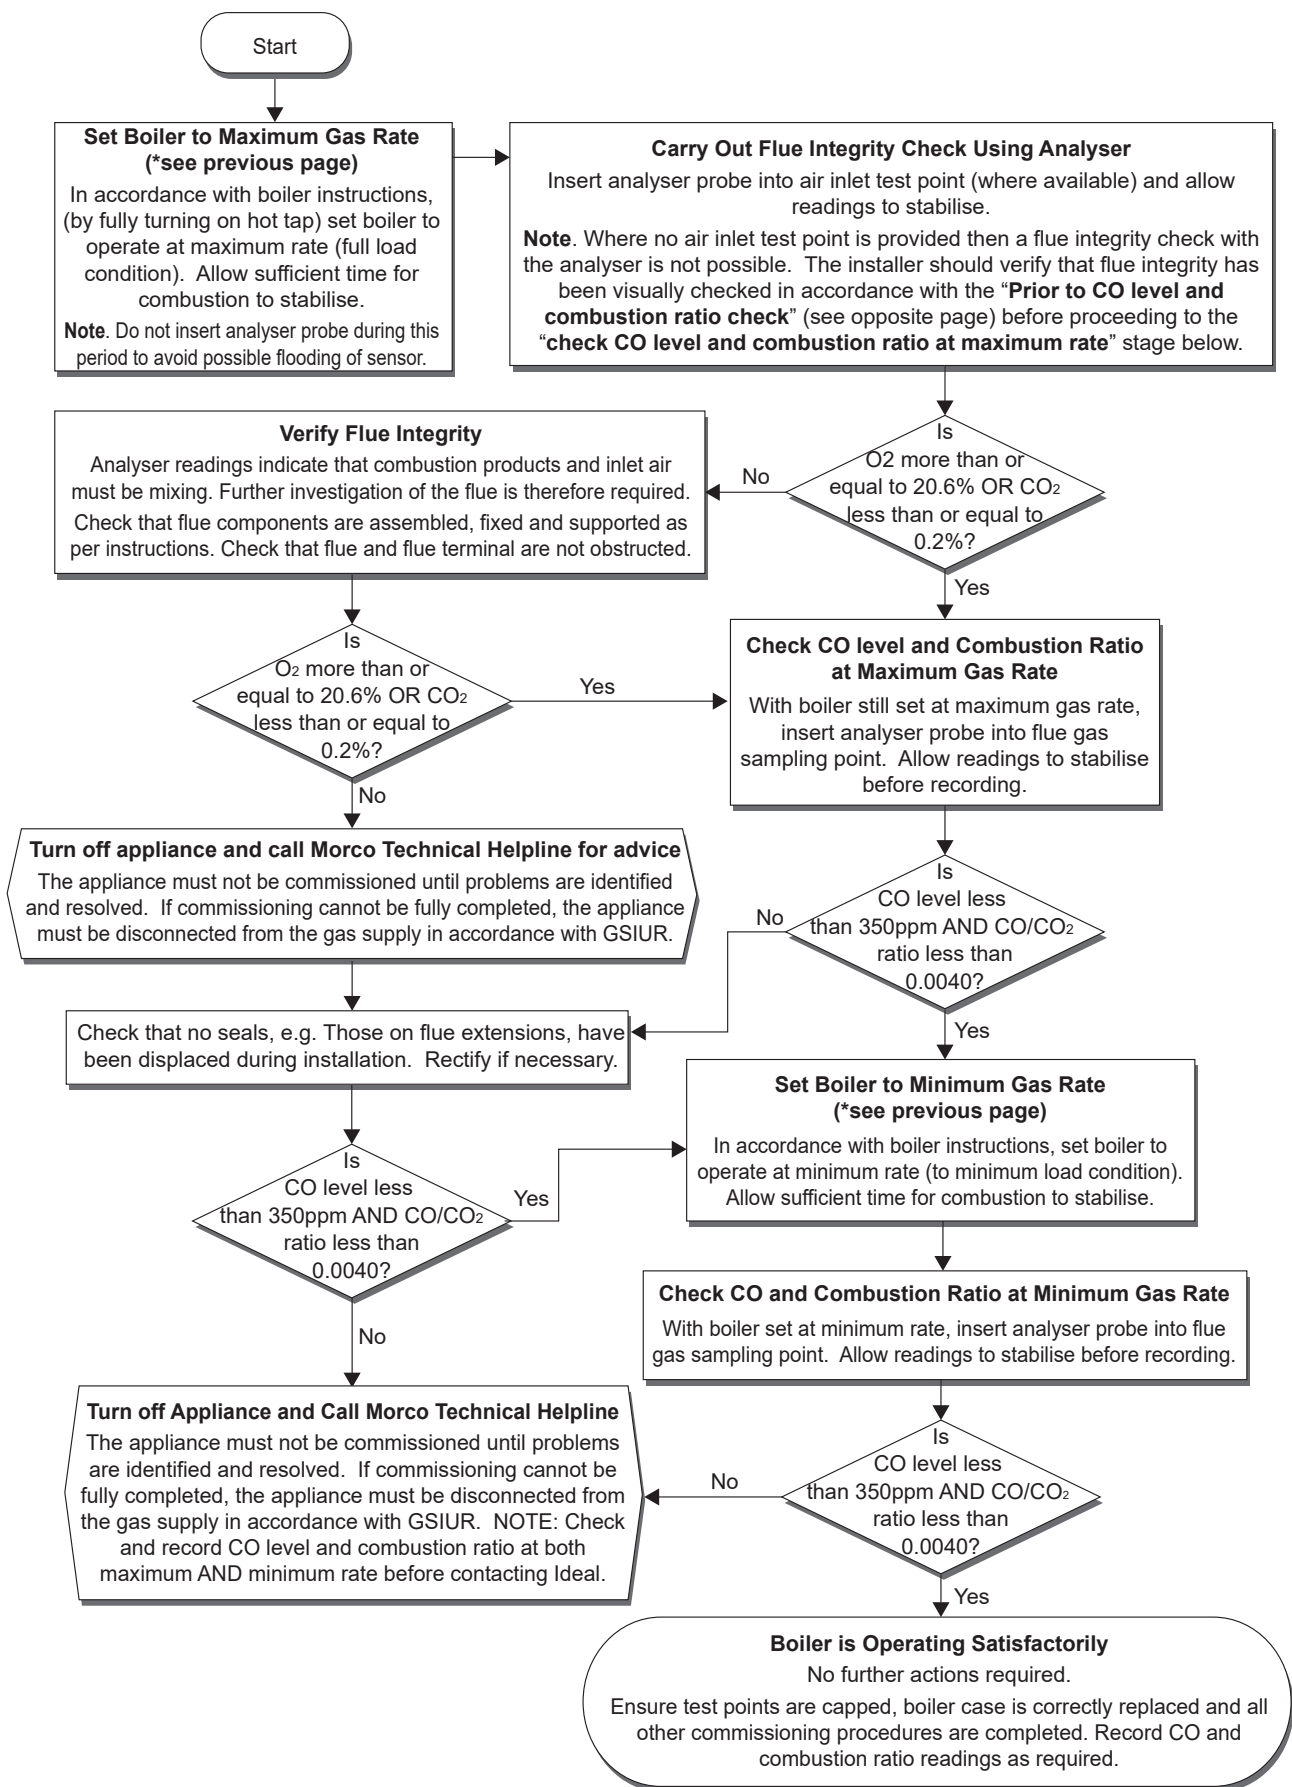 Start
Set Boiler to Maximum Gas Rate
(*see previous page)
In accordance with boiler instructions,
(by fully turning on hot tap) set boiler to
operate at maximum rate (full load
condition).  Allow sufficient time for
combustion to stabilise.
Note. Do not insert analyser probe during this
period to avoid possible flooding of sensor.
Carry Out Flue Integrity Check Using Analyser
Insert analyser probe into air inlet test point (where available) and allow
readings to stabilise.
Note. Where no air inlet test point is provided then a flue integrity check with
the analyser is not possible.  The installer should verify that flue integrity has
been visually checked in accordance with the “Prior to CO level and
combustion ratio check” (see opposite page) before proceeding to the
“check CO level and combustion ratio at maximum rate” stage below.
Is
O2 more than or
equal to 20.6% OR CO2
less than or equal to
0.2%?
No
Yes
Verify Flue Integrity
Analyser readings indicate that combustion products and inlet air
must be mixing. Further investigation of the flue is therefore required.
Check that flue components are assembled, fixed and supported as
per instructions. Check that flue and flue terminal are not obstructed.
Is
O2 more than or
equal to 20.6% OR CO2
less than or equal to
0.2%?
Yes
No
Check CO level and Combustion Ratio
at Maximum Gas Rate
With boiler still set at maximum gas rate,
insert analyser probe into flue gas
sampling point.  Allow readings to stabilise
before recording.
Turn off appliance and call Morco Technical Helpline for advice
The appliance must not be commissioned until problems are identified
and resolved.  If commissioning cannot be fully completed, the appliance
must be disconnected from the gas supply in accordance with GSIUR.
Is
CO level less
than 350ppm AND CO/CO2
ratio less than
0.0040?
No
Yes
Check that no seals, e.g. Those on flue extensions, have
been displaced during installation.  Rectify if necessary.
Is
CO level less
than 350ppm AND CO/CO2
ratio less than
0.0040?
Yes
No
Set Boiler to Minimum Gas Rate
(*see previous page)
In accordance with boiler instructions, set boiler to
operate at minimum rate (to minimum load condition).
Allow sufficient time for combustion to stabilise.
Check CO and Combustion Ratio at Minimum Gas Rate
With boiler set at minimum rate, insert analyser probe into flue
gas sampling point.  Allow readings to stabilise before recording.
Turn off Appliance and Call Morco Technical Helpline
The appliance must not be commissioned until problems
are identified and resolved.  If commissioning cannot be
fully completed, the appliance must be disconnected from
the gas supply in accordance with GSIUR.  NOTE: Check
and record CO level and combustion ratio at both
maximum AND minimum rate before contacting Ideal.
Is
CO level less
than 350ppm AND CO/CO2
ratio less than
0.0040?
No
Yes
Boiler is Operating Satisfactorily
No further actions required.
Ensure test points are capped, boiler case is correctly replaced and all
other commissioning procedures are completed. Record CO and
combustion ratio readings as required.